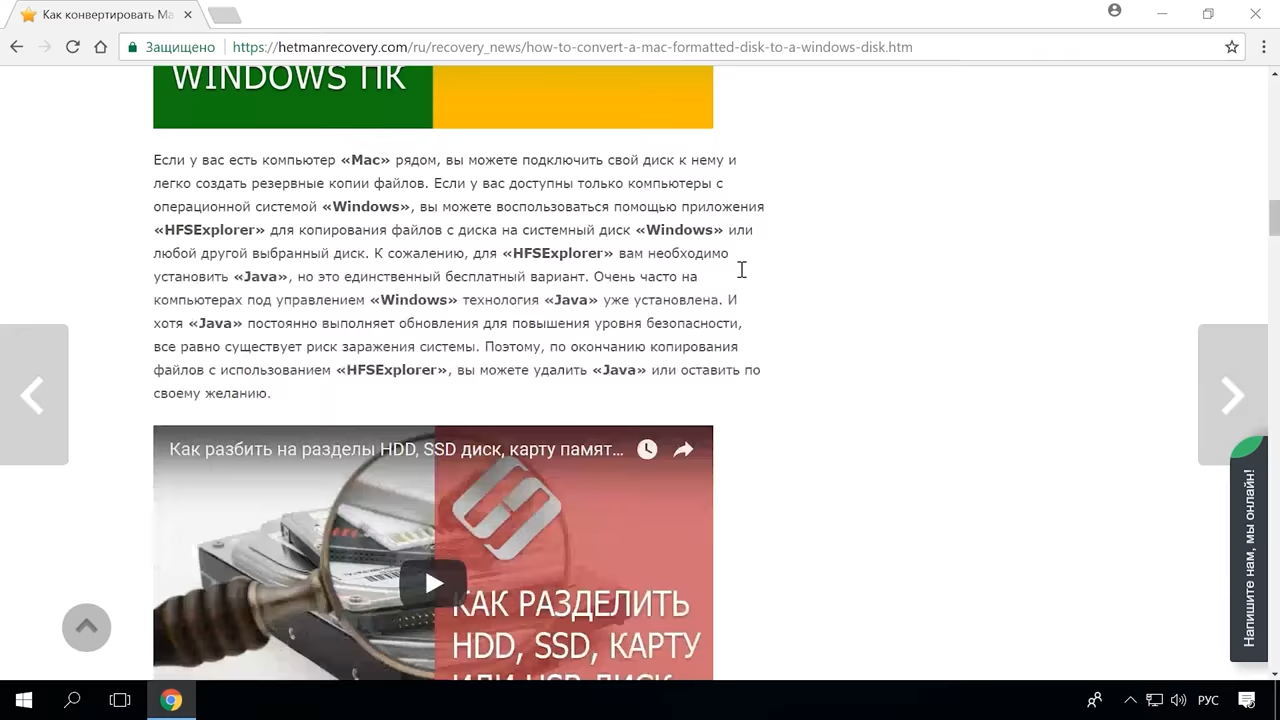 Как конвертировать Ма
Защищено
https://hetmanrecovery.com/ru/recovery_news/how-to-convert-a-mac-formatted-disk-to-a-windows-disk.htm
WINDOWS ПК
Если у вас есть компьютер «Mac» рядом, вы можете подключить свой диск к нему и
легко создать резервные копии файлов. Если у вас доступны только компьютеры с
операционной системой «Windows», вы можете воспользоваться помощью приложения
«HFSExplorer» для копирования файлов с диска на системный диск «Windows» или
любой другой выбранный диск. К сожалению, для «HFSExplorer» вам необходимо
установить «Java», но это единственный бесплатный вариант. Очень часто на
компьютерах под управлением «Windows» технология «Java» уже установлена. И
хотя «Java» постоянно выполняет обновления для повышения уровня безопасности,
все равно существует риск заражения системы. Поэтому, по окончанию копирования
файлов с использованием «HFSExplorer», вы можете удалить «Java» или оставить по
своему желанию.
Как разбить на разделы HDD, SSD диск, карту памят...
КАК РАЗДЕЛИТЬ
HDD, SSD, КАРТУ
ИЛИ USB ДИСК
Напишите нам, мы онлайн!
РУС